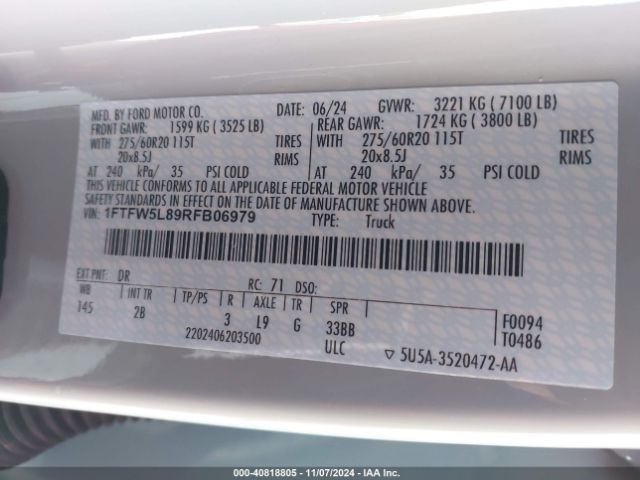 MFD. BY FORD MOTOR CO. DATE: 06/24 GVWR: 3221 KG ( 7100 LB)
FRONT GAWR: 1599 KG ( 3525 LB) REAR GAWR: 1724 KG ( 3800 LB)
WITH 275/60R20 115T TIRES WITH 275/60R20 115T TIRES
20x8.5J RIMS 20x8.5J RIMS
AT 240 kPa/ 35 PSI COLD AT 240 kPa/ 35 PSI COLD
THIS VEHICLE CONFORMS TO ALL APPLICABLE FEDERAL MOTOR VEHICLE
SAFETY STANDARDS IN EFFECT ON THE DATE OF MANUFACTURE SHOWN ABOVE.
VIN: 1FTFW5L89RFB06979 TYPE: Truck
EXT PNT: DR RC: 71 DSO:
WB INT TR TP/PS R AXLE TR SPR
145 2B 3 L9 G 33BB
F0094
T0486
2202406203500 ULC ▽ 5U5A-3520472-AA
000-40818805 - 11/07/2024 - IAAI.com